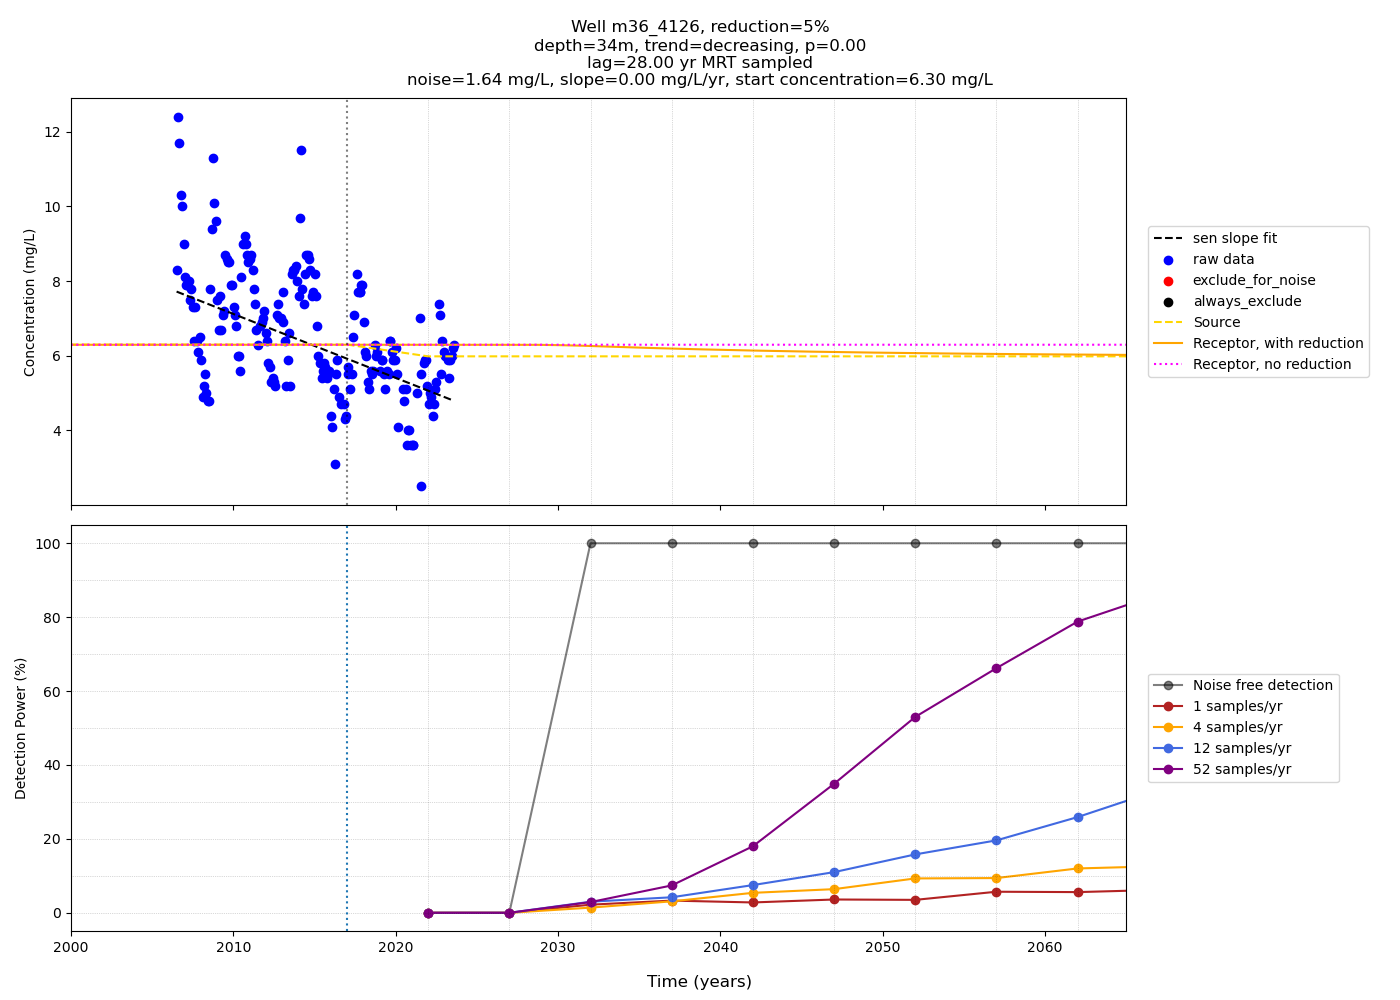 Well m36_4126, reduction=5%
depth=34m, trend=decreasing, p=0.00
lag=28.00 yr MRT sampled
noise=1.64 mg/L, slope=0.00 mg/L/yr, start concentration=6.30 mg/L
Concentration (mg/L)
12
10
8
6
4
sen slope fit
raw data
exclude_for_noise
always_exclude
Source
Receptor, with reduction
Receptor, no reduction
Detection Power (%)
100
80
60
40
20
0
Noise free detection
1 samples/yr
4 samples/yr
12 samples/yr
52 samples/yr
2000
2010
2020
2030
2040
2050
2060
Time (years)